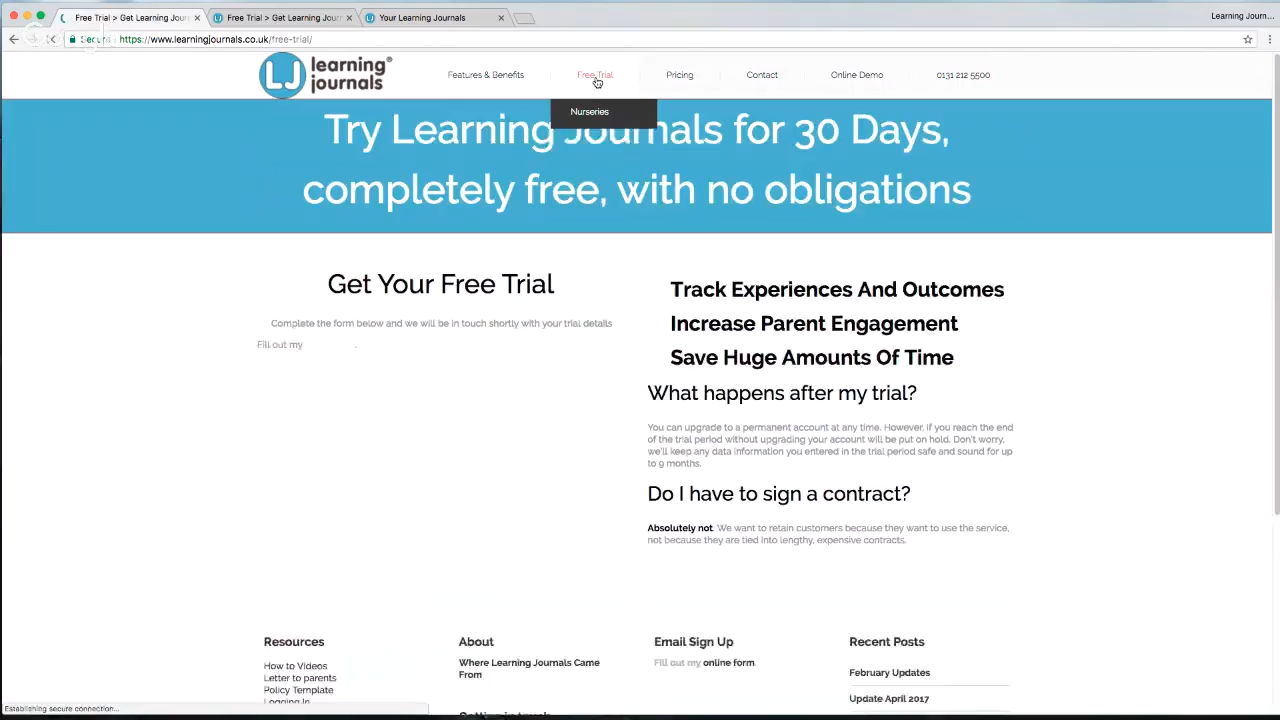 Free Trial > Get Learning Jour
Free Trial > Get Learning Jour
Your Learning Journals
Learning Journ...
https://www.learningjournals.co.uk/free-trial/
LJ learning journals®
Features & Benefits
Free Trial
Pricing
Contact
Online Demo
0131 212 5500
Nurseries
Try Learning Journals for 30 Days,
completely free, with no obligations
Get Your Free Trial
Complete the form below and we will be in touch shortly with your trial details
Fill out my .
Track Experiences And Outcomes
Increase Parent Engagement
Save Huge Amounts Of Time
What happens after my trial?
You can upgrade to a permanent account at any time. However, if you reach the end
of the trial period without upgrading your account will be put on hold. Don't worry,
we'll keep any data information you entered in the trial period safe and sound for up
to 9 months.
Do I have to sign a contract?
Absolutely not. We want to retain customers because they want to use the service,
not because they are tied into lengthy, expensive contracts.
Resources
How to Videos
Letter to parents
Policy Template
Logging In
About
Where Learning Journals Came
From
Email Sign Up
Fill out my online form.
Recent Posts
February Updates
Update April 2017
Establishing secure connection...